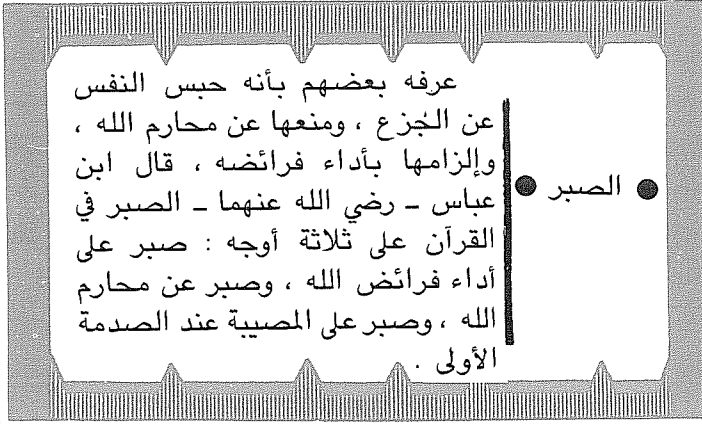 ● الصبر ●
عرفه بعضهم بأنه حبس النفس
عن الجزع ، ومنعها عن محارم الله ،
وإلزامها بأداء فرائضه ، قال ابن
عباس ــ رضي الله عنهما ــ الصبر في
القرآن على ثلاثة أوجه : صبر على
أداء فرائض الله ، وصبر عن محارم
الله ، وصبر على المصيبة عند الصدمة
الأولى .